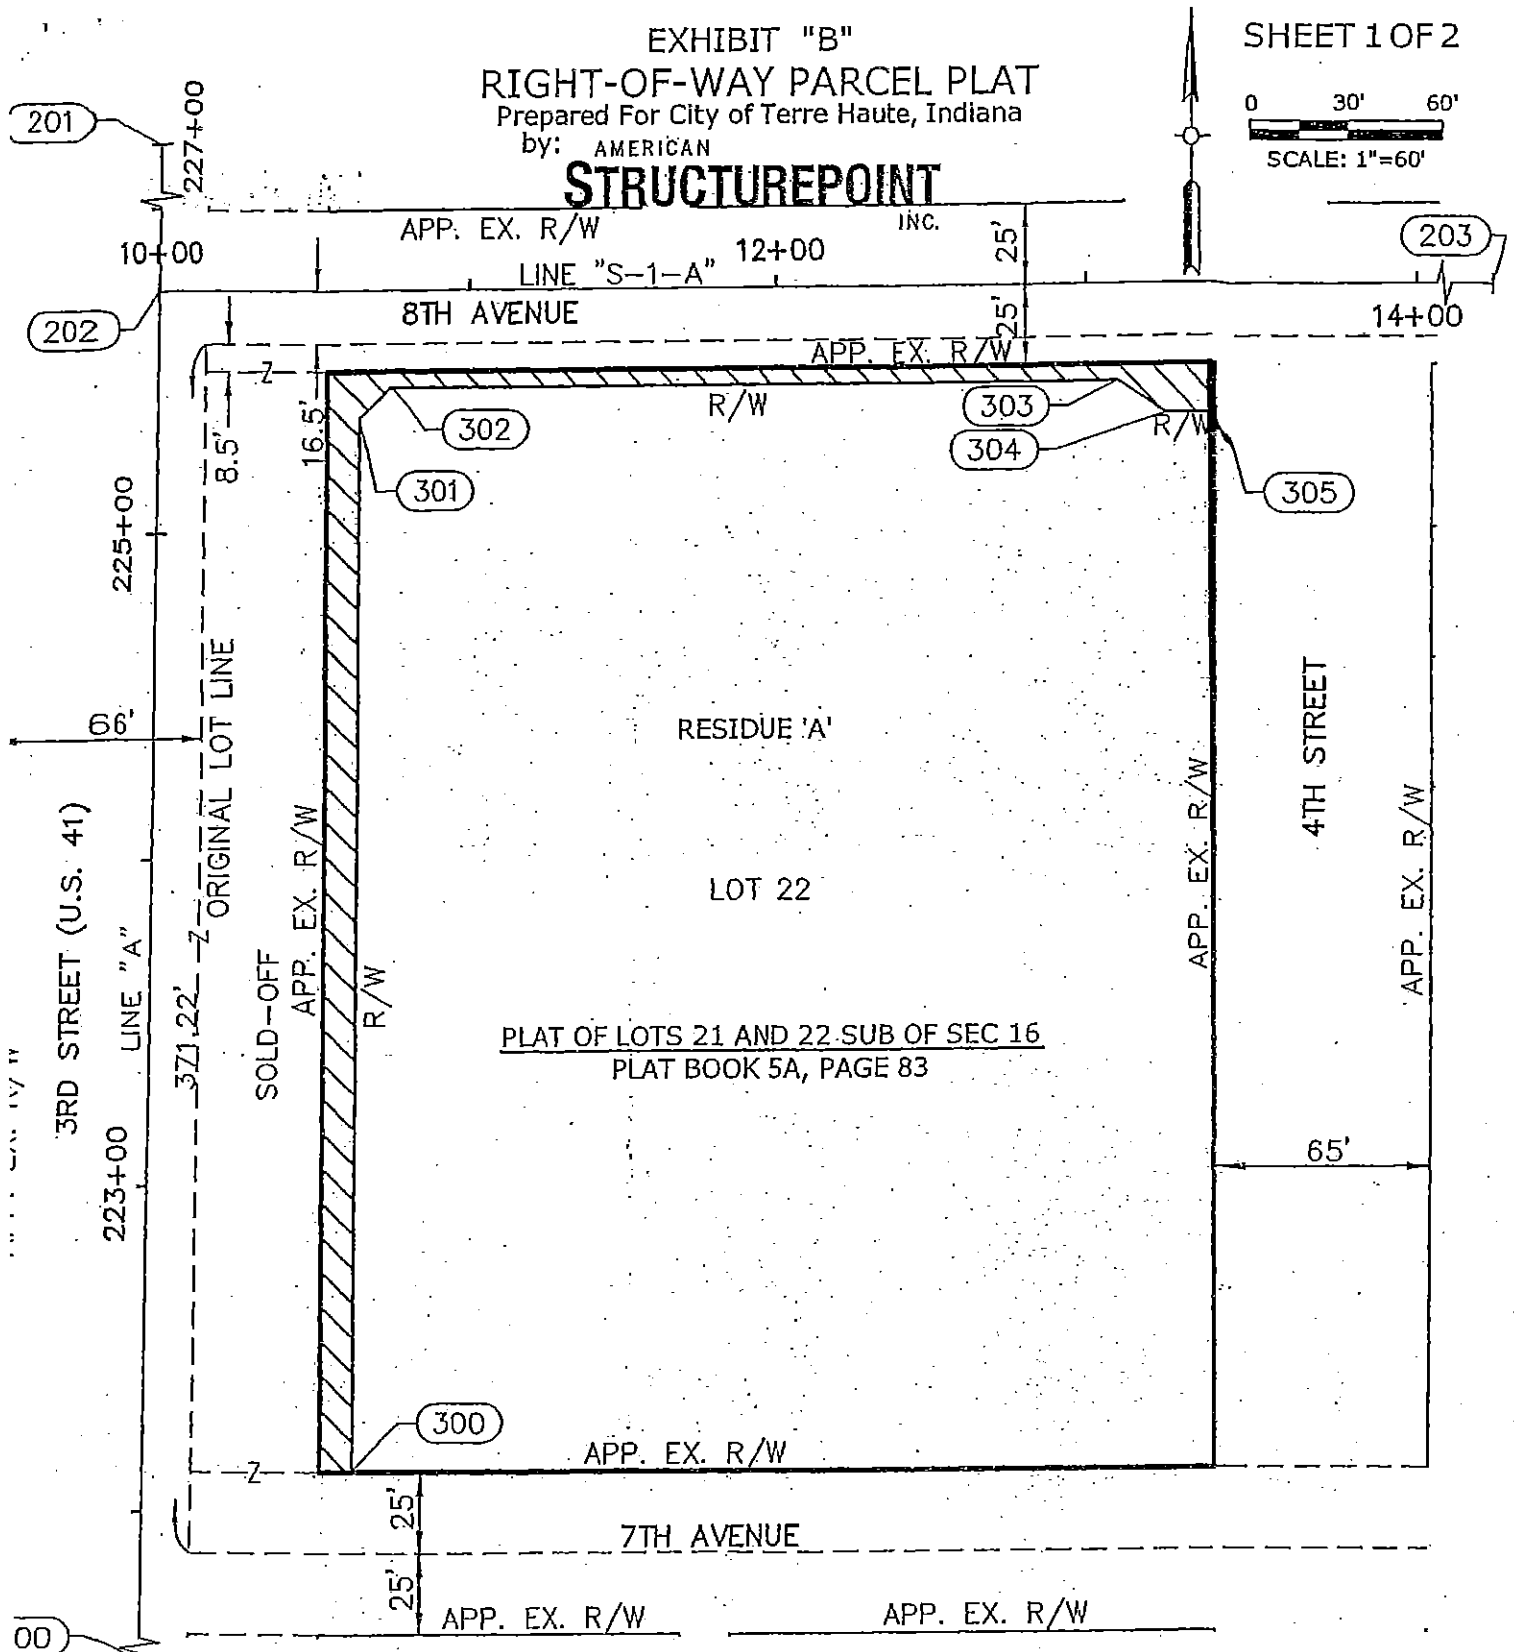 EXHIBIT "B"
SHEET 1 OF 2
RIGHT-OF-WAY PARCEL PLAT
Prepared For City of Terre Haute, Indiana
by: AMERICAN
STRUCTUREPOINT
INC.
0 30' 60'
SCALE: 1"=60'
201
227+00
APP. EX. R/W
25'
203
10+00
12+00
LINE "S-1-A"
202
8TH AVENUE
25'
14+00
APP. EX. R/W
Z
R/W
303
302
304
R/W
8.5'
16.5'
301
305
225+00
ORIGINAL LOT LINE
66'
RESIDUE 'A'
4TH STREET
3RD STREET (U.S. 41)
APP. EX. R/W
APP. EX. R/W
APP. EX. R/W
LOT 22
LINE "A"
Z
SOLD-OFF
R/W
371.22'
PLAT OF LOTS 21 AND 22 SUB OF SEC 16
PLAT BOOK 5A, PAGE 83
223+00
65'
300
APP. EX. R/W
Z
25'
7TH AVENUE
25'
APP. EX. R/W
APP. EX. R/W
00